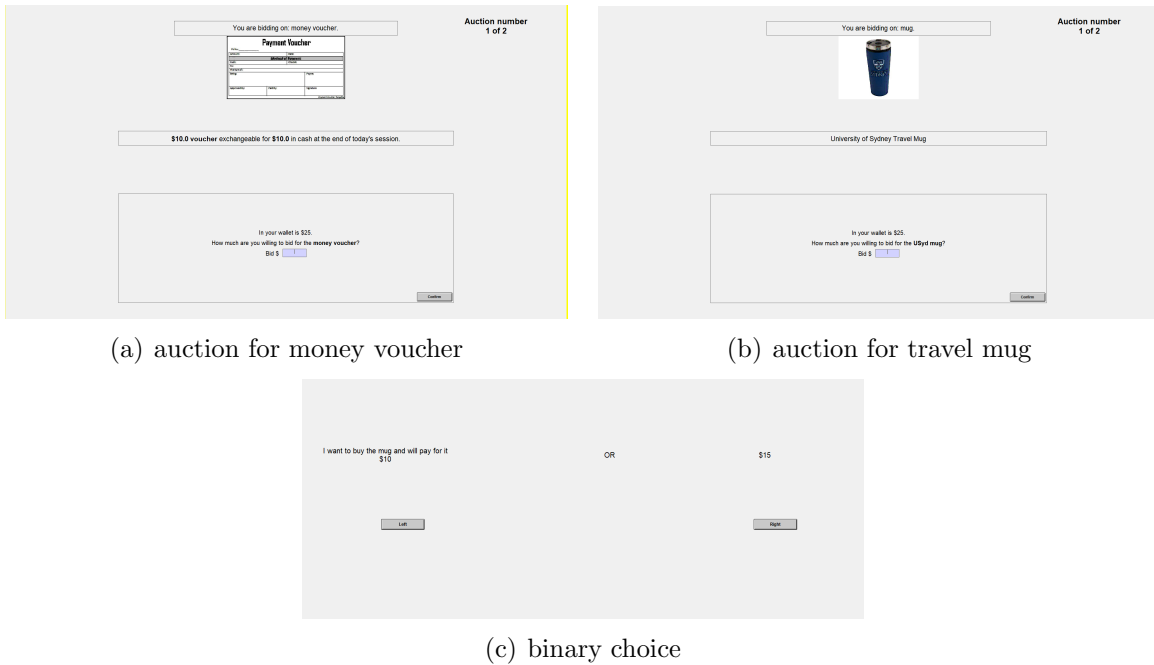 You are bidding on: money voucher.
Auction number
1 of 2
Payment Voucher
$10.0 voucher exchangeable for $10.0 in cash at the end of today's session.
In your wallet is $25.
How much are you willing to bid for the money voucher?
Bid $
Confirm
(a) auction for money voucher
You are bidding on: mug.
Auction number
1 of 2
University of Sydney Travel Mug
In your wallet is $25.
How much are you willing to bid for the USyd mug?
Bid $
Confirm
(b) auction for travel mug
I want to buy the mug and will pay for it
$10
OR
$15
Left
Right
(c) binary choice